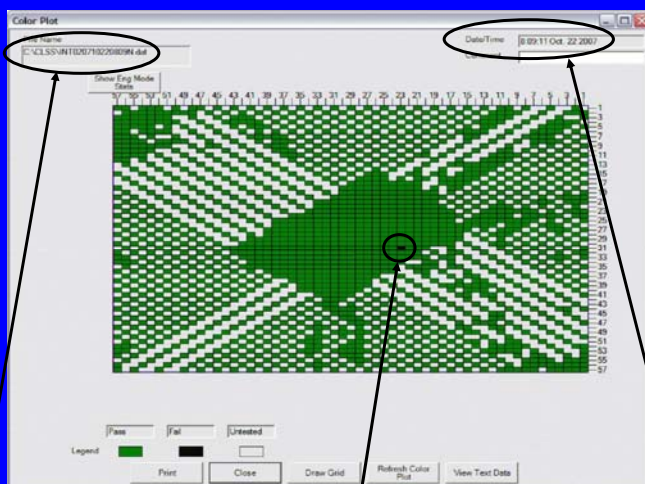 Color Plot
File Name
C:\CLSS\INT020710220809N.dat
Date/Time 8:09:11 Oct. 22 2007
Show Eng Mode
Stats
57 55 53 51 49 47 45 43 41 39 37 35 33 31 29 27 25 23 21 19 17 15 13 11 9 7 5 3 1
1
3
5
7
9
11
13
15
17
19
21
23
25
27
29
31
33
35
37
39
41
43
45
47
49
51
53
55
57
Pass Fail Untested
Legend
Print Close Draw Grid Refresh Color Plot View Text Data